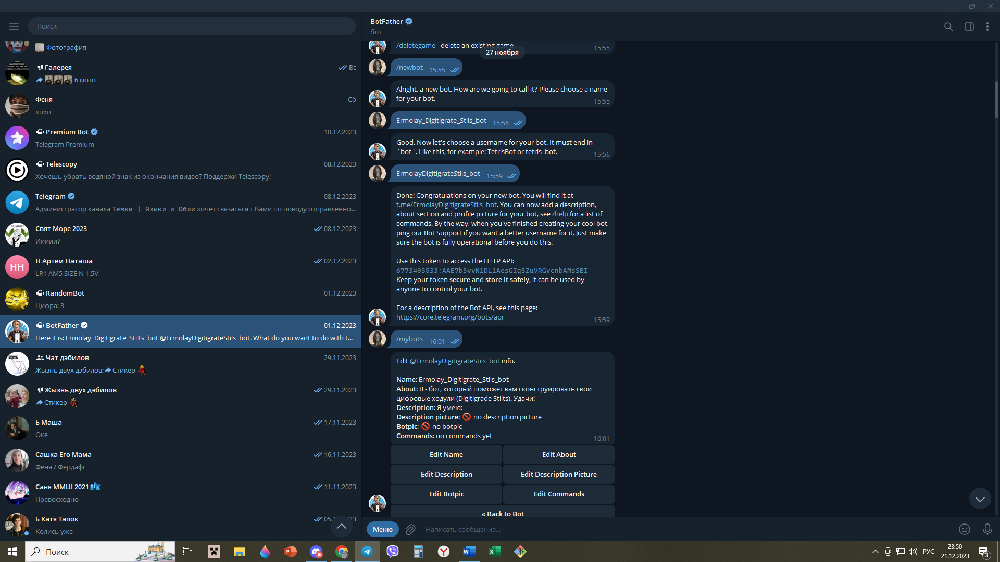 Поиск
Фотография
Галерея
Вс
6 фото
Феня
Сб
хпхп
Premium Bot
10.12.2023
Telegram Premium
Telescopy
08.12.2023
Хочешь убрать водяной знак из окончания видео? Поддержи Telescopy!
Telegram
08.12.2023
Администратор канала Темки | Языки и Обои хочет связаться с Вами по поводу отправленно...
Свят Море 2023
08.12.2023
Иииии?
Н Артём Наташа
02.12.2023
НН
LR1 AM5 SIZE N 1.5V
RandomBot
01.12.2023
Цифра: 3
BotFather
01.12.2023
Here it is: Ermolay_Digitigrate_Stilts_bot @ErmolayDigitigrateStils_bot. What do you want to do with t...
Чат дэбилов
29.11.2023
Жызнь двух дэбилов:
Стикер
Жызнь двух дэбилов
29.11.2023
Стикер
Ь Маша
17.11.2023
Оке
Сашка Его Мама
16.11.2023
Феня / Фердафс
Саня ММШ 2021
11.11.2023
Превосходно
Ь Катя Тапок
Колись уже
BotFather
бот
/deletegame - delete an existing game
15:55
27 ноября
/newbot
15:55
Alright, a new bot. How are we going to call it? Please choose a name
for your bot.
15:55
Ermolay_Digitigrate_Stils_bot
15:56
Good. Now let's choose a username for your bot. It must end in
`bot`. Like this, for example: TetrisBot or tetris_bot.
15:56
ErmolayDigitigrateStils_bot
15:59
Done! Congratulations on your new bot. You will find it at
t.me/ErmolayDigitigrateStils_bot. You can now add a description,
about section and profile picture for your bot, see /help for a list of
commands. By the way, when you've finished creating your cool bot,
ping our Bot Support if you want a better username for it. Just make
sure the bot is fully operational before you do this.
Use this token to access the HTTP API:
6773403533:AAE7bSvvN1DL1AesGIqSZuVRGvcnbAMsSBI
Keep your token secure and store it safely, it can be used by
anyone to control your bot.
For a description of the Bot API, see this page:
https://core.telegram.org/bots/api
15:59
/mybots
16:01
Edit @ErmolayDigitigrateStils_bot info.
Name: Ermolay_Digitigrate_Stils_bot
About: Я - бот, который поможет вам сконструировать свои
цифровые ходули (Digitigrade Stilts). Удачи!
Description: Я умею:
Description picture: no description picture
Botpic: no botpic
Commands: no commands yet
16:01
Edit Name
Edit About
Edit Description
Edit Description Picture
Edit Botpic
Edit Commands
« Back to Bot
Меню
Написать сообщение...
Поиск
РУС
23:50
21.12.2023
3